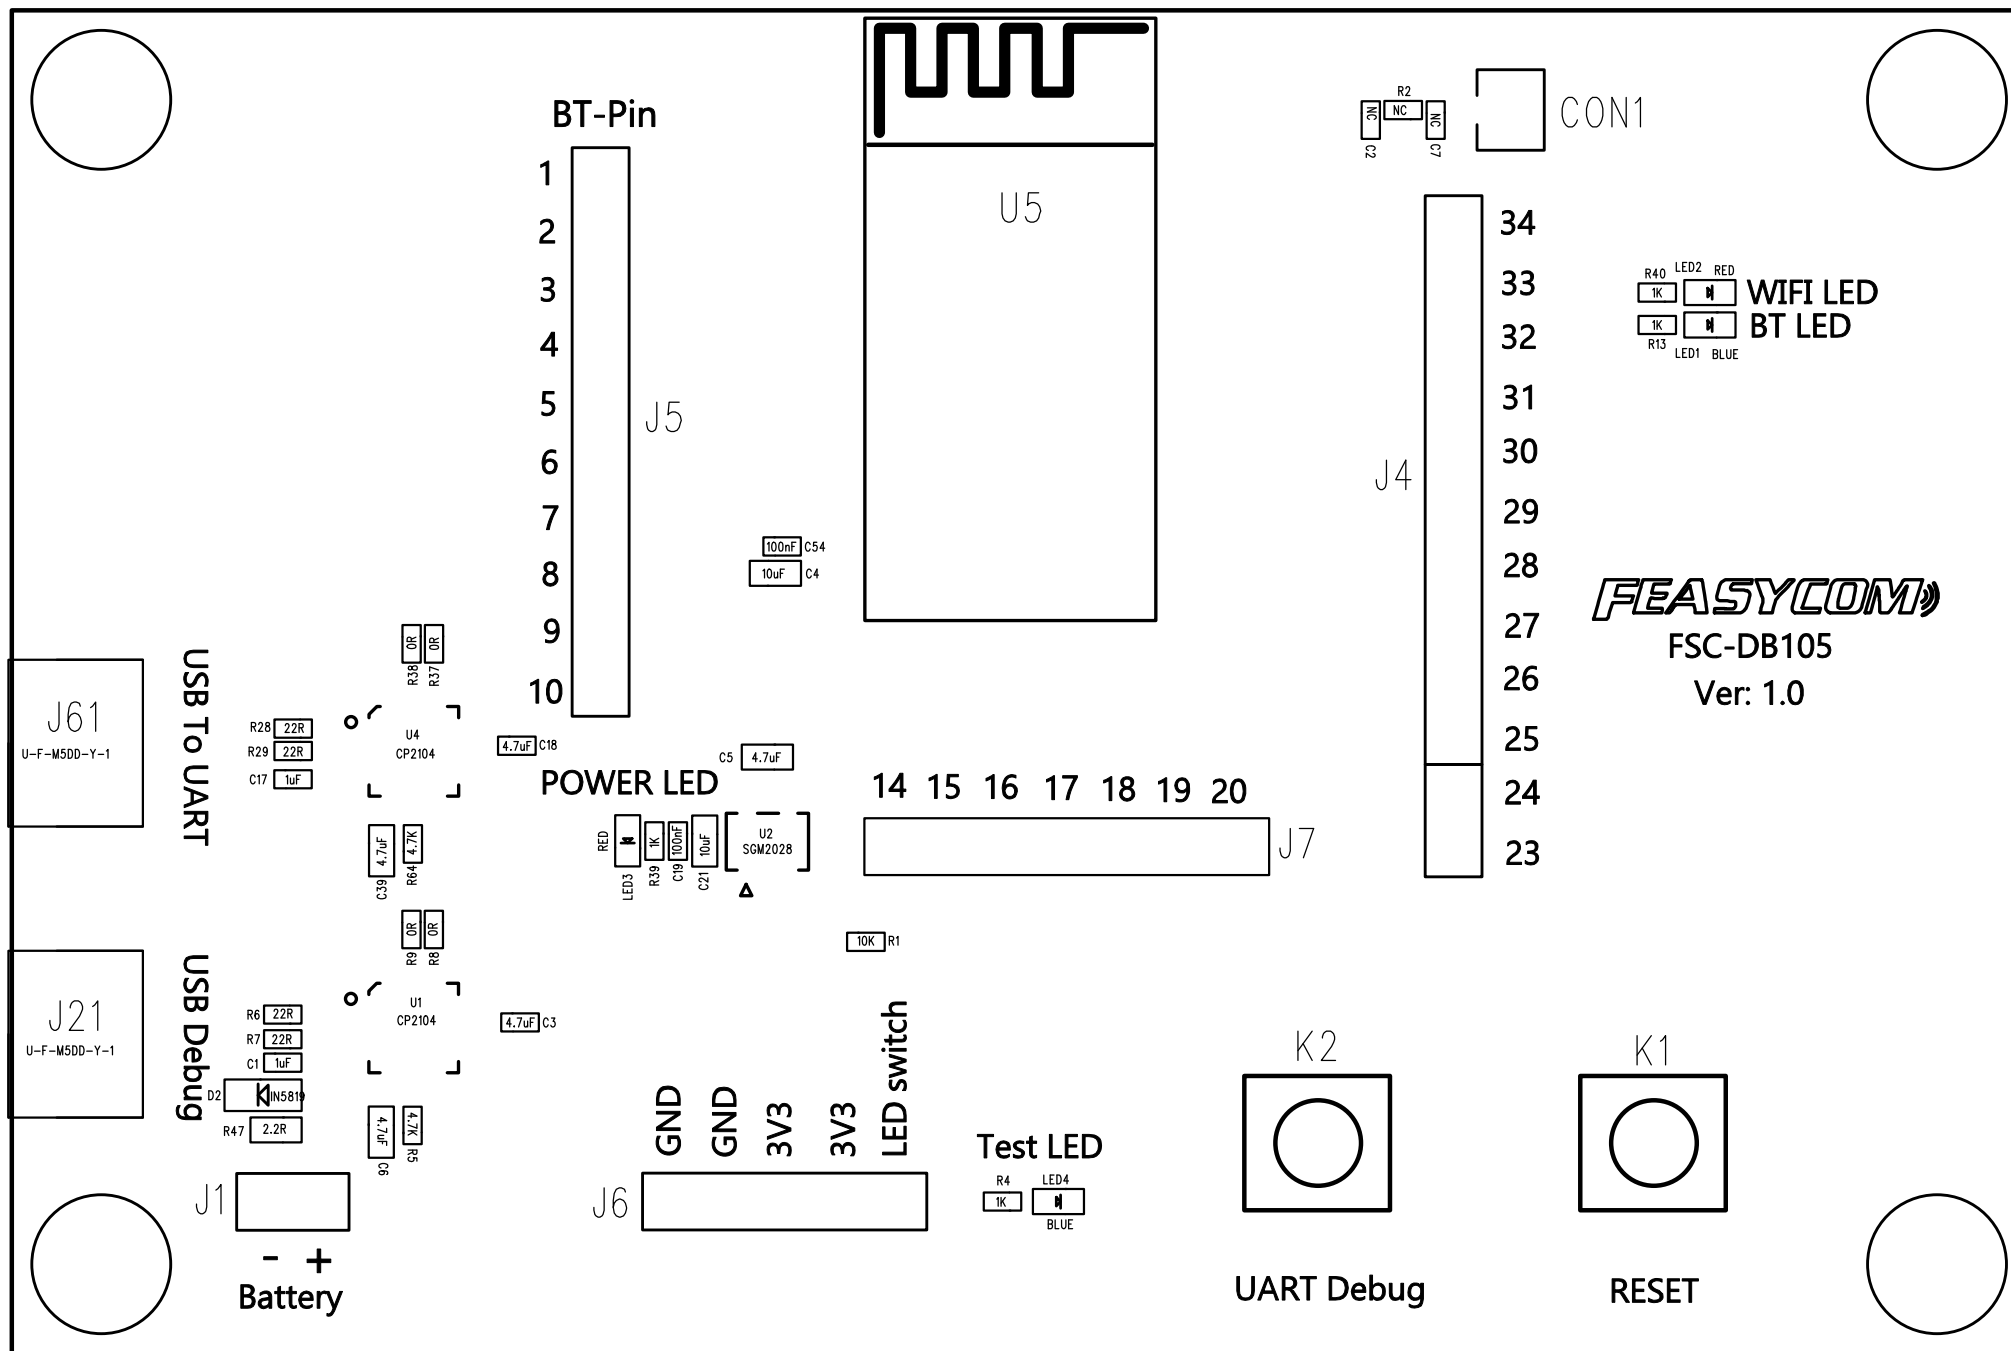 BT-Pin
1
2
3
4
5
6
7
8
9
10
J5
U5
R2
NC
NC
C2
NC
C7
CON1
34
33
32
31
30
29
28
27
26
25
24
23
J4
R40
1K
LED2
RED
WIFI LED
1K
R13
LED1
BLUE
BT LED
FEASYCOM
FSC-DB105
Ver: 1.0
100nF C54
10uF C4
0R
R38
0R
R37
J61
U-F-M5DD-Y-1
USB To UART
R28 22R
R29 22R
C17 1uF
U4
CP2104
4.7uF C18
C5 4.7uF
POWER LED
RED
LED3
1K
R39
100nF
C19
10uF
C21
U2
SGM2028
14 15 16 17 18 19 20
J7
4.7uF
C39
4.7K
R64
0R
R9
0R
R8
10K R1
J21
U-F-M5DD-Y-1
USB Debug
R6 22R
R7 22R
C1 1uF
D2 IN5819
R47 2.2R
U1
CP2104
4.7uF C3
4.7uF
C6
4.7K
R5
J1
- +
Battery
GND
GND
3V3
3V3
LED switch
J6
Test LED
R4
1K
LED4
BLUE
K2
UART Debug
K1
RESET